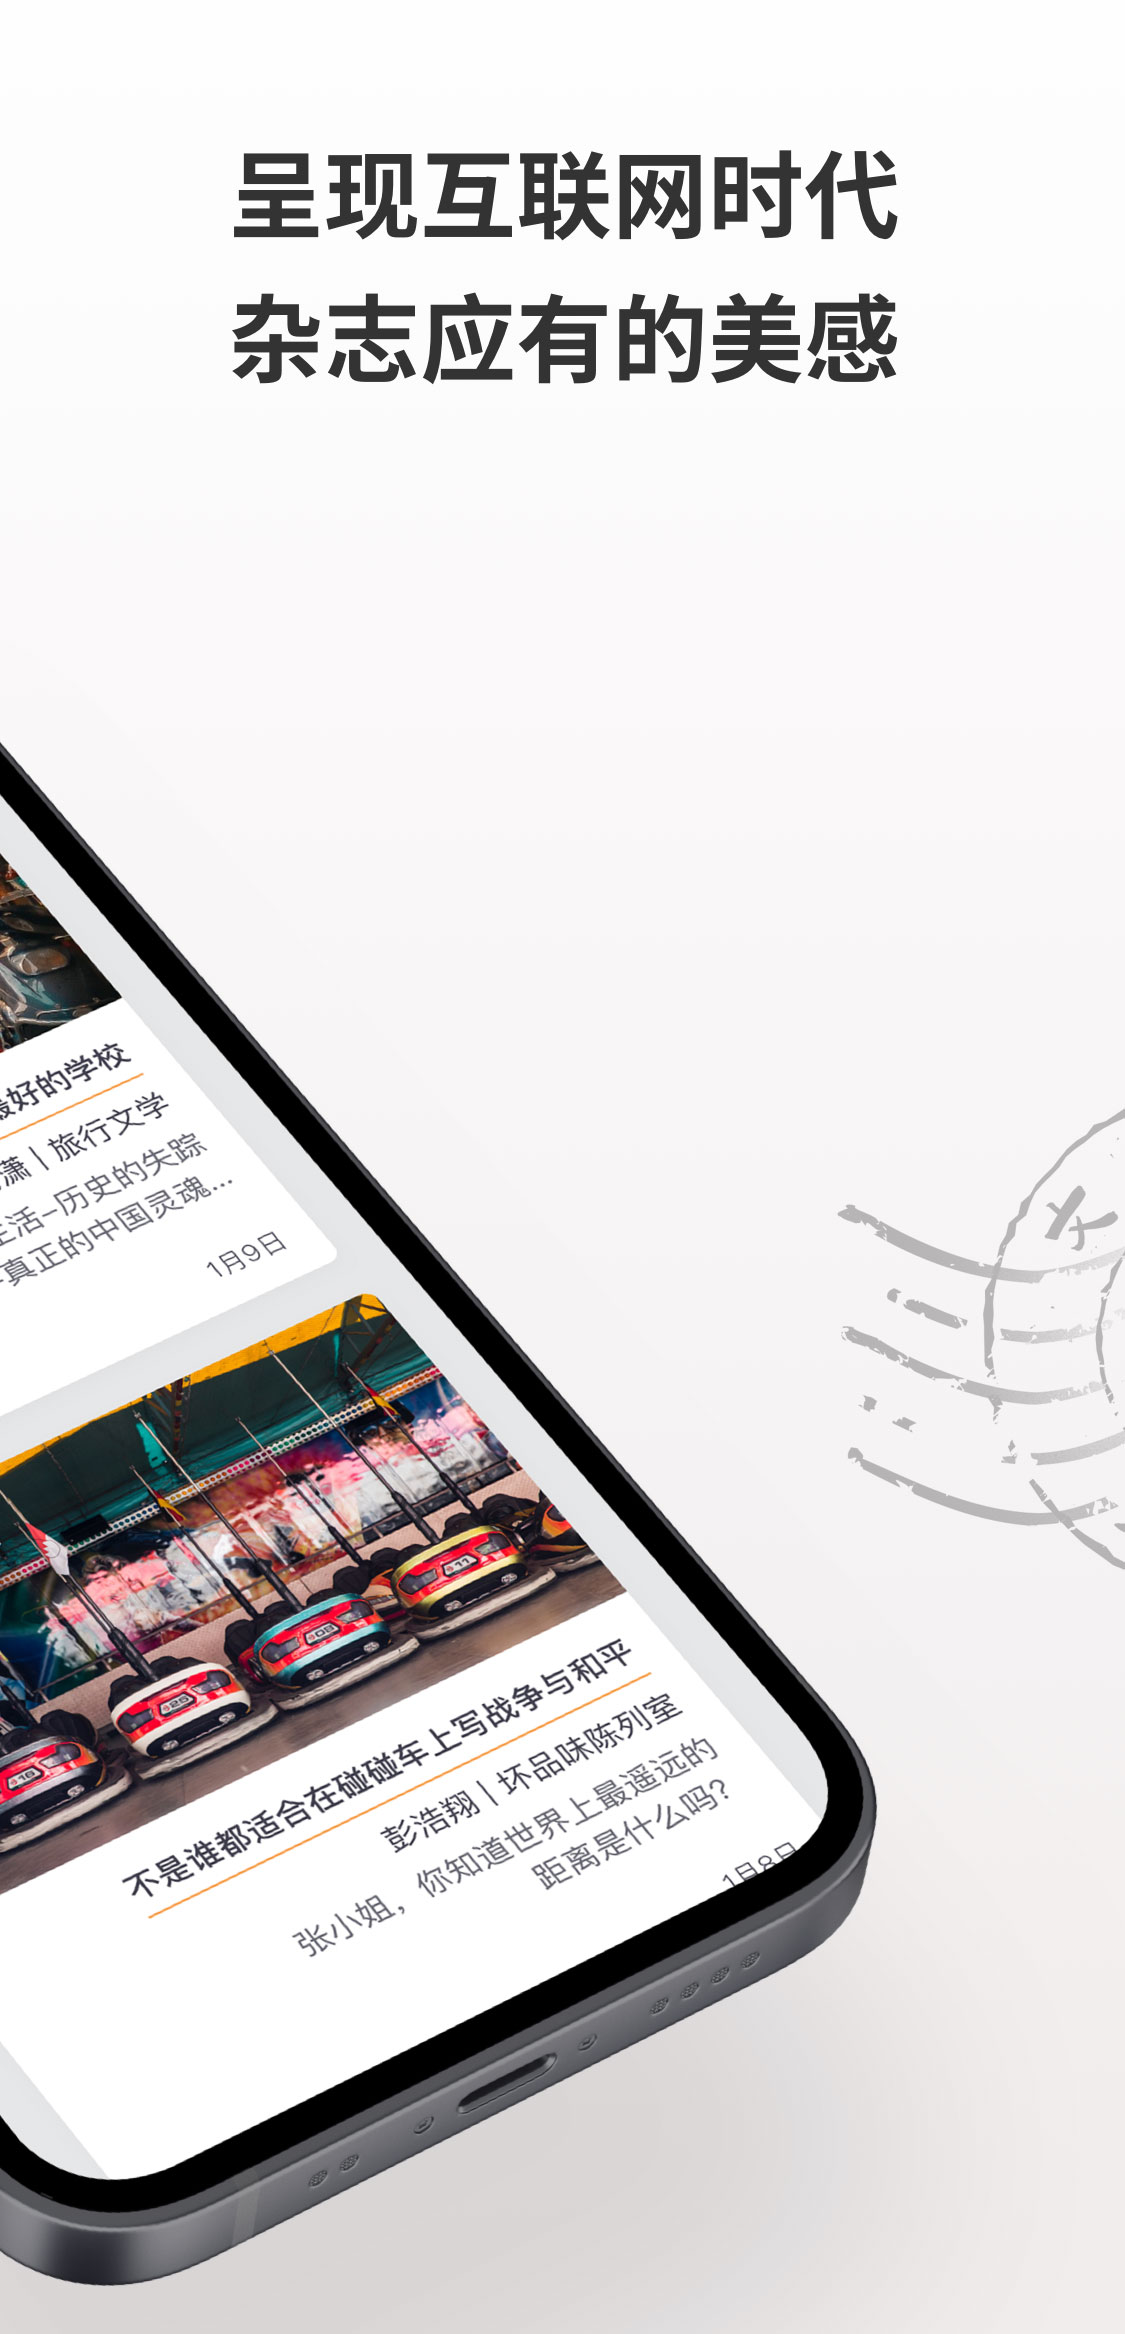 呈现互联网时代
杂志应有的美感
最好的学校
潇 | 旅行文学
生活-历史的失踪
真正的中国灵魂...
1月9日
25
09
11
16
不是谁都适合在碰碰车上写战争与和平
彭浩翔 | 坏品味陈列室
张小姐，你知道世界上最遥远的
距离是什么吗？
1月8日